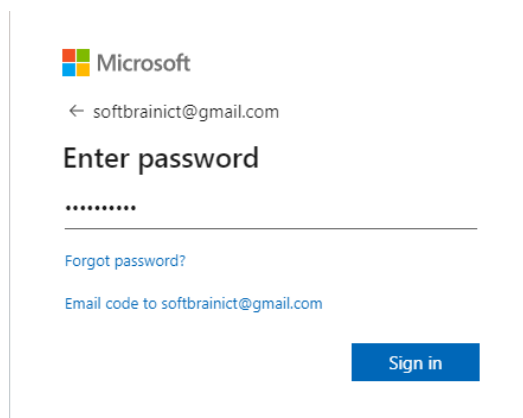 Microsoft
← softbrainict@gmail.com
Enter password
••••••••••
Forgot password?
Email code to softbrainict@gmail.com
Sign in